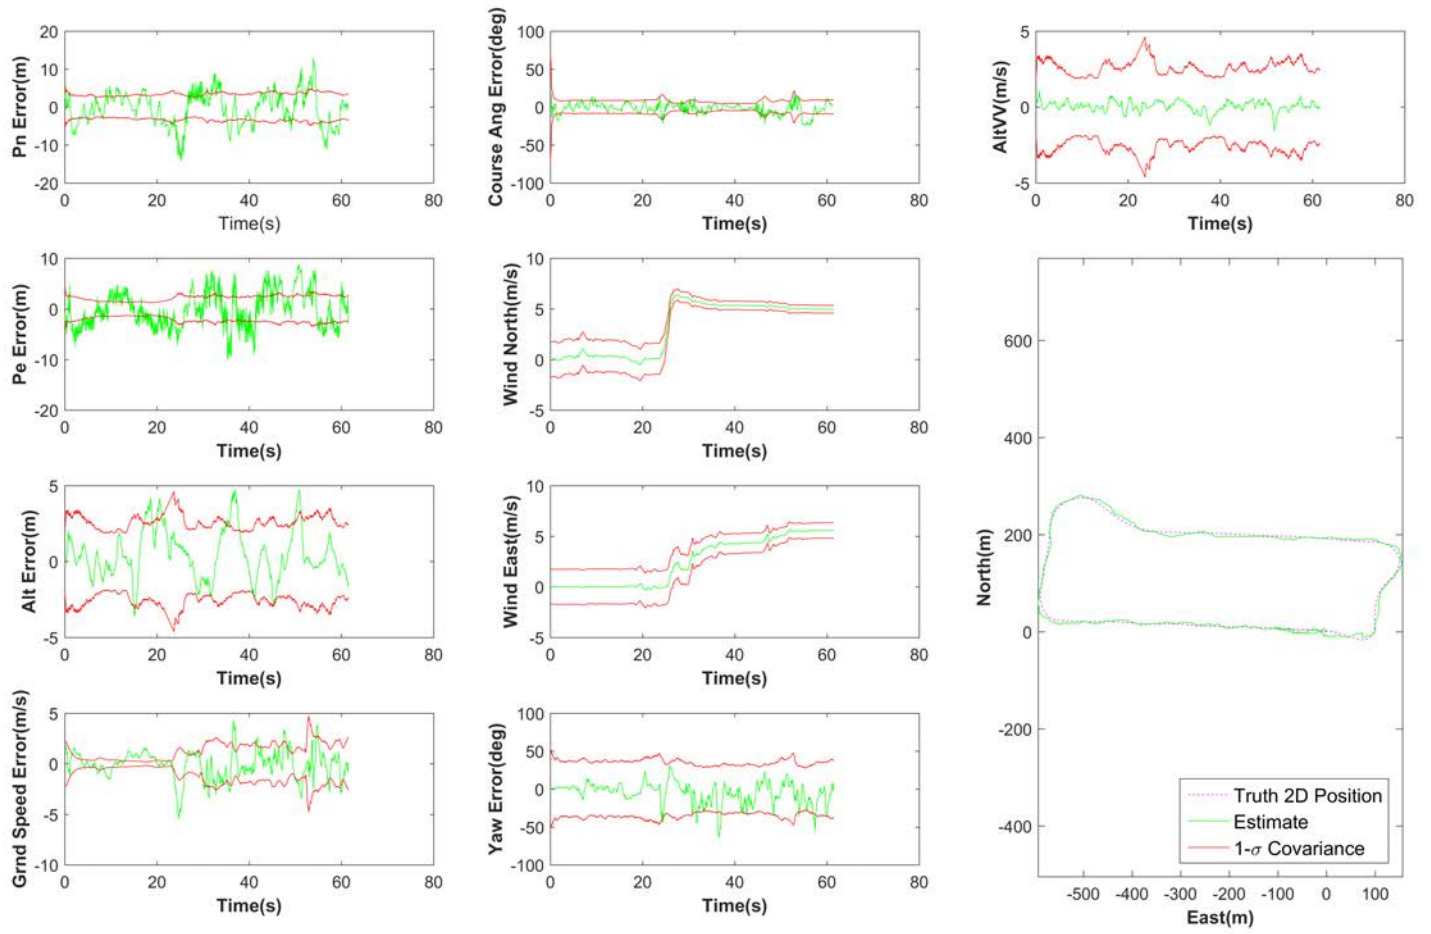 Pn Error(m)
20
10
0
-10
-20
0 20 40 60 80
Time(s)
Course Ang Error(deg)
100
50
0
-50
-100
0 20 40 60 80
Time(s)
AltVV(m/s)
5
0
-5
0 20 40 60 80
Time(s)
Pe Error(m)
10
0
-10
-20
0 20 40 60 80
Time(s)
Wind North(m/s)
10
5
0
-5
0 20 40 60 80
Time(s)
Alt Error(m)
5
0
-5
0 20 40 60 80
Time(s)
Wind East(m/s)
10
5
0
-5
0 20 40 60 80
Time(s)
Grnd Speed Error(m/s)
5
0
-5
-10
0 20 40 60 80
Time(s)
Yaw Error(deg)
100
50
0
-50
-100
0 20 40 60 80
Time(s)
North(m)
600
400
200
0
-200
-400
Truth 2D Position
Estimate
1-σ Covariance
-500 -400 -300 -200 -100 0 100
East(m)